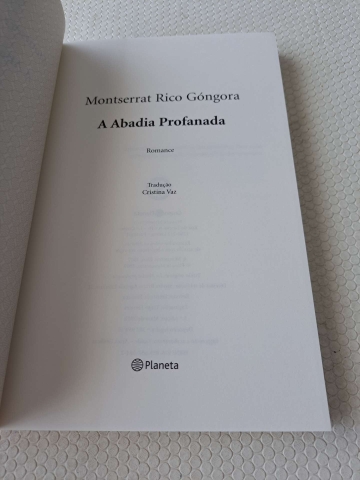 Montserrat Rico Góngora
A Abadia Profanada
Romance
Tradução
Cristina Vaz
Planeta